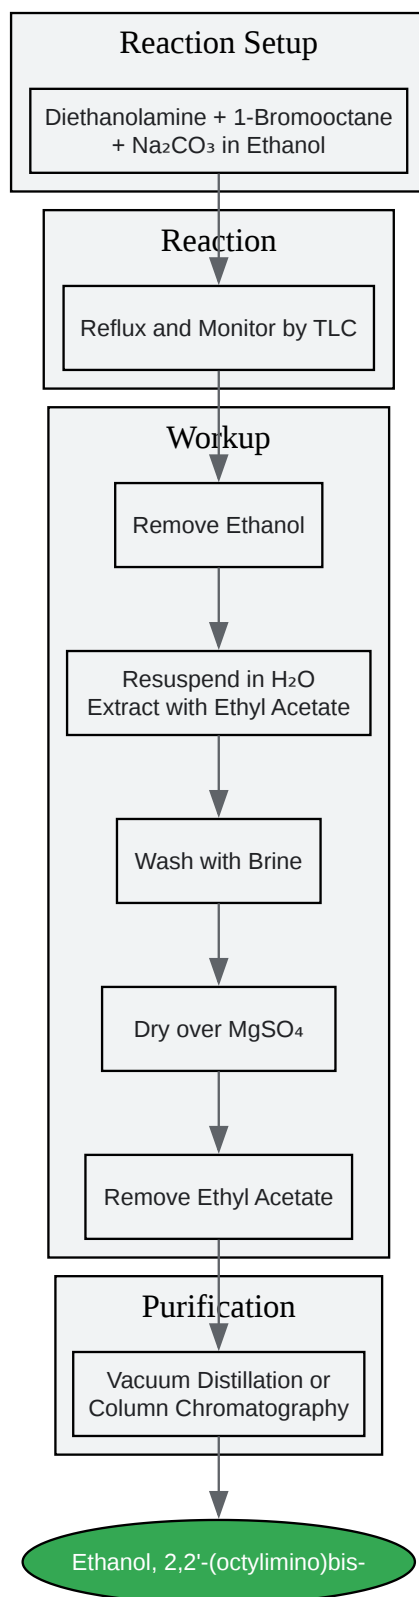 Reaction Setup
Diethanolamine + 1-Bromooctane
+ Na₂CO₃ in Ethanol
Reaction
Reflux and Monitor by TLC
Workup
Remove Ethanol
Resuspend in H₂O
Extract with Ethyl Acetate
Wash with Brine
Dry over MgSO₄
Remove Ethyl Acetate
Purification
Vacuum Distillation or
Column Chromatography
Ethanol, 2,2'-(octylimino)bis-